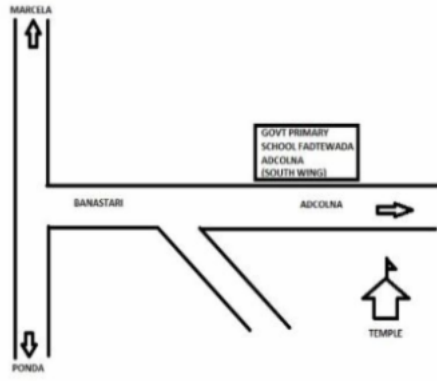 MARCELA
GOVT PRIMARY
SCHOOL FADTEWADA
ADCOLNA
(SOUTH WING)
BANASTARI
ADCOLNA
TEMPLE
PONDA